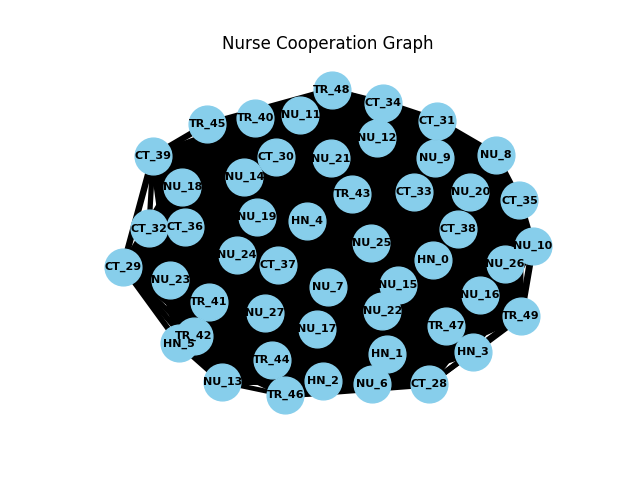 Nurse Cooperation Graph
TR_48
CT_34
NU_11
TR_40
CT_31
TR_45
NU_12
CT_39
CT_30
NU_21
NU_9
NU_8
NU_14
NU_18
TR_43
CT_33
NU_20
CT_35
NU_19
HN_4
CT_32
CT_36
CT_38
NU_25
NU_10
NU_24
CT_37
HN_0
NU_26
CT_29
NU_23
NU_7
NU_15
NU_16
TR_41
NU_27
NU_22
TR_49
NU_17
TR_47
TR_42
HN_5
TR_44
HN_1
HN_3
NU_13
HN_2
NU_6
CT_28
TR_46